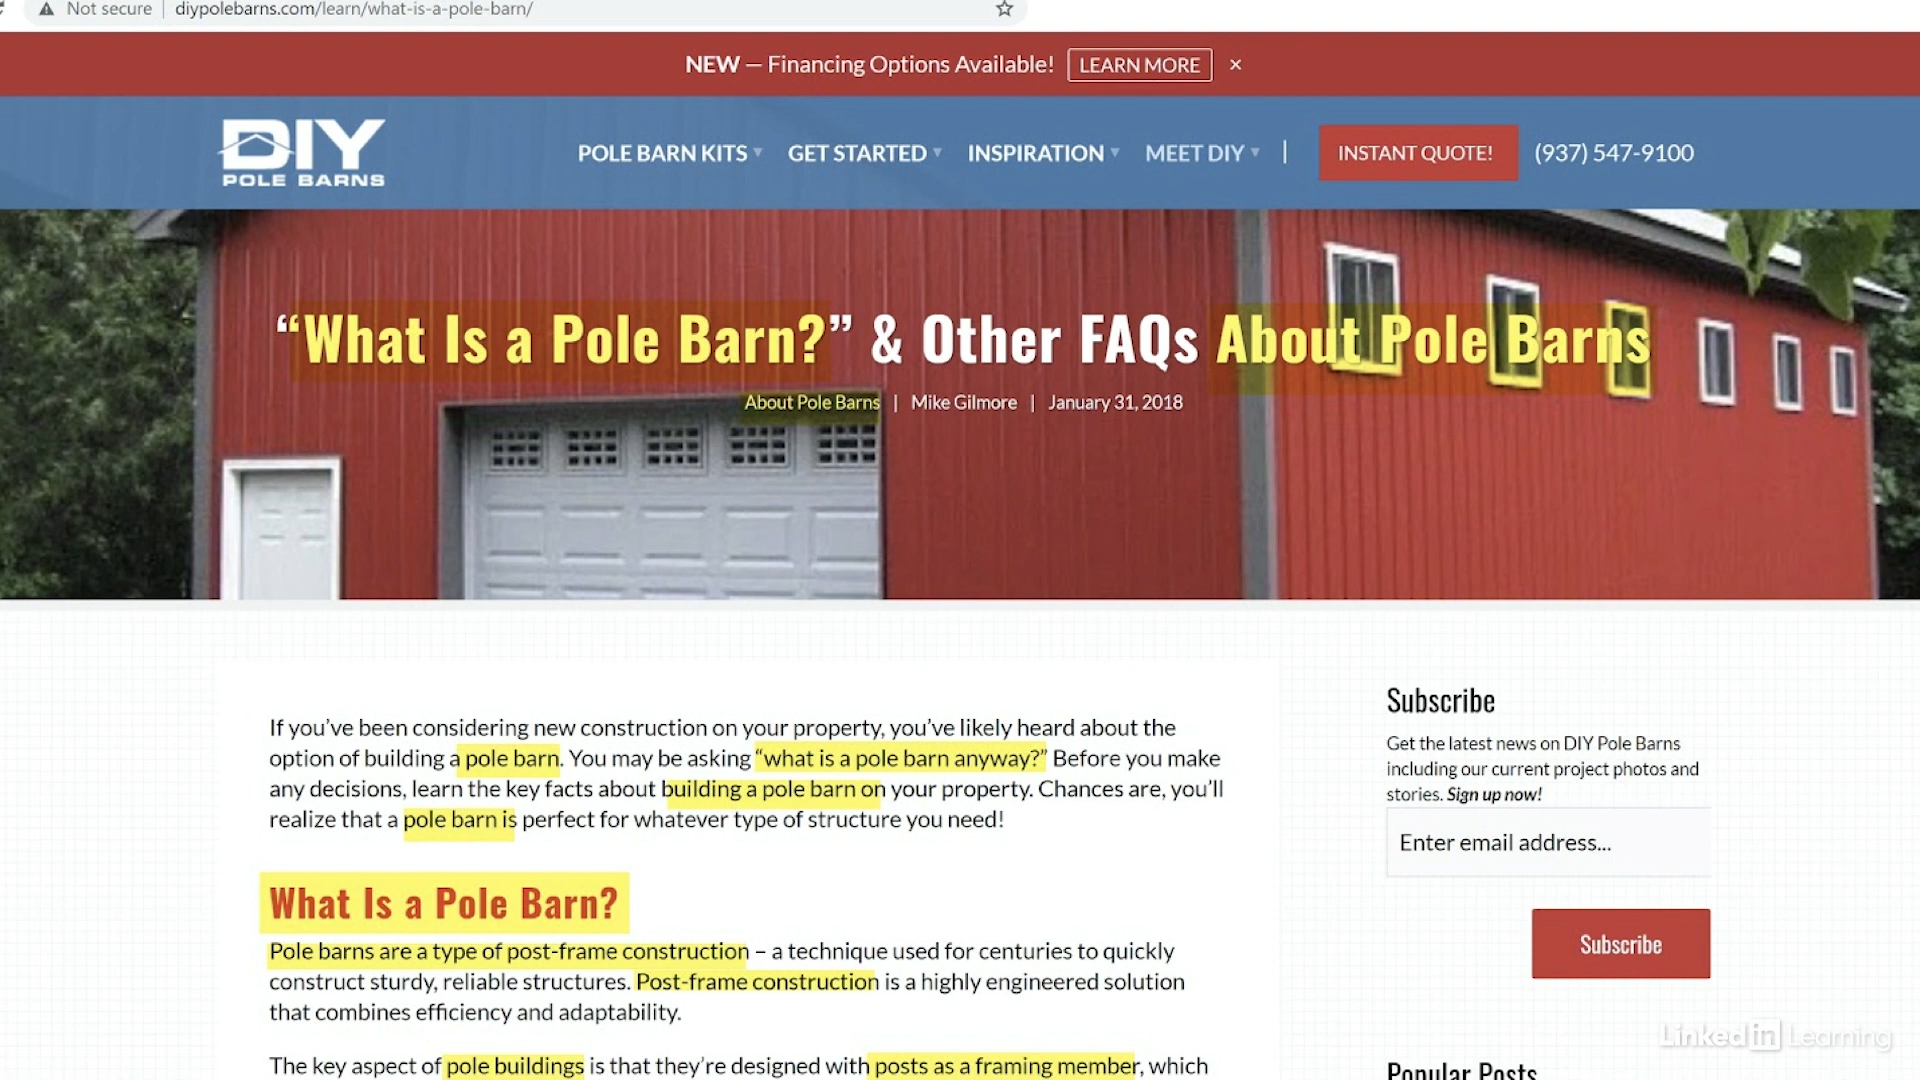 Not secure | diypolebarns.com/learn/what-is-a-pole-barn/
NEW — Financing Options Available! LEARN MORE ×
DIY
POLE BARNS
POLE BARN KITS GET STARTED INSPIRATION MEET DIY | INSTANT QUOTE! (937) 547-9100
“What Is a Pole Barn?” & Other FAQs About Pole Barns
About Pole Barns | Mike Gilmore | January 31, 2018
If you’ve been considering new construction on your property, you’ve likely heard about the
option of building a pole barn. You may be asking “what is a pole barn anyway?” Before you make
any decisions, learn the key facts about building a pole barn on your property. Chances are, you’ll
realize that a pole barn is perfect for whatever type of structure you need!
What Is a Pole Barn?
Pole barns are a type of post-frame construction – a technique used for centuries to quickly
construct sturdy, reliable structures. Post-frame construction is a highly engineered solution
that combines efficiency and adaptability.
The key aspect of pole buildings is that they’re designed with posts as a framing member, which
Subscribe
Get the latest news on DIY Pole Barns
including our current project photos and
stories. Sign up now!
Enter email address...
Subscribe
Popular Posts
LinkedIn Learning